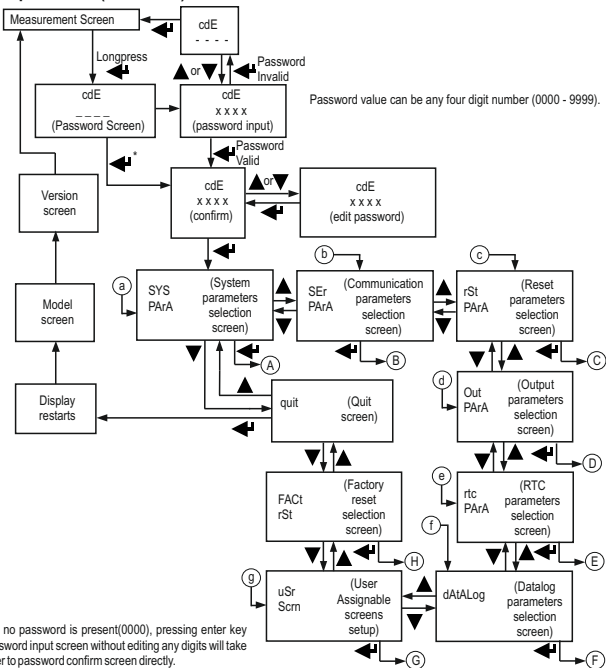 Measurement Screen
cdE
- - - -
Longpress
or
Password
Invalid
cdE
_ _ _ _
(Password Screen)
cdE
x x x x
(password input)
Password value can be any four digit number (0000 - 9999).
*
Password
Valid
Version
screen
cdE
x x x x
(confirm)
or
cdE
x x x x
(edit password)
a
b
c
SYS
PArA
(System
parameters
selection
screen)
SEr
PArA
(Communication
parameters
selection
screen)
rSt
PArA
(Reset
parameters
selection
screen)
A
B
C
Model
screen
Display
restarts
quit
(Quit
screen)
d
Out
PArA
(Output
parameters
selection
screen)
D
FACt
rSt
(Factory
reset
selection
screen)
H
e
rtc
PArA
(RTC
parameters
selection
screen)
E
f
g
uSr
Scrn
(User
Assignable
screens
setup)
G
dAtALog
(Datalog
parameters
selection
screen)
F
no password is present(0000), pressing enter key
sword input screen without editing any digits will take
er to password confirm screen directly.